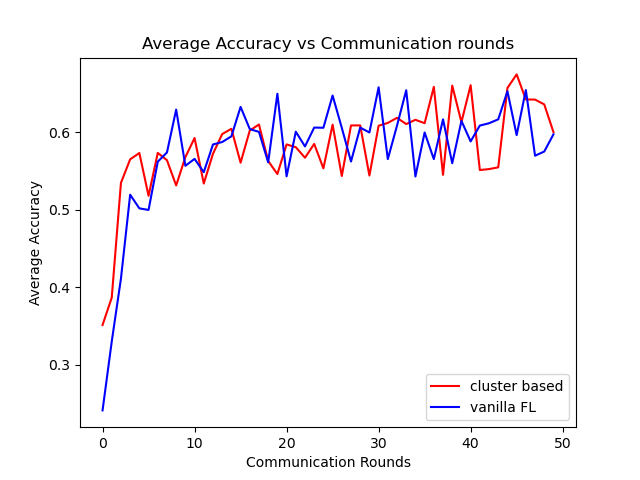 Average Accuracy vs Communication rounds
Average Accuracy
0.6
0.5
0.4
0.3
0
10
20
30
40
50
Communication Rounds
cluster based
vanilla FL